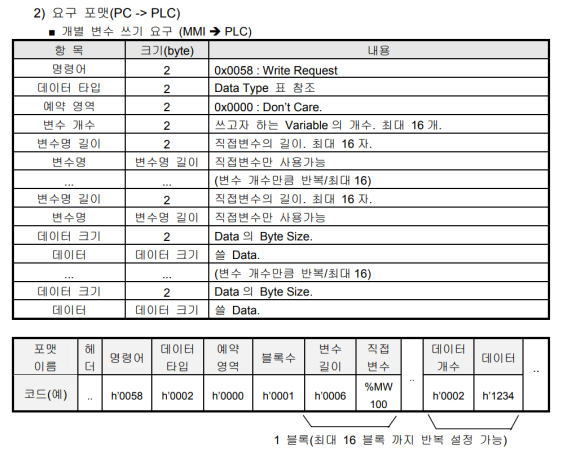 2) 요구 포맷(PC -> PLC)
■ 개별 변수 쓰기 요구 (MMI ➔ PLC)
항 목 크기(byte) 내용
명령어 2 0x0058 : Write Request
데이터 타입 2 Data Type 표 참조
예약 영역 2 0x0000 : Don't Care.
변수 개수 2 쓰고자 하는 Variable 의 개수. 최대 16 개.
변수명 길이 2 직접변수의 길이. 최대 16 자.
변수명 변수명 길이 직접변수만 사용가능
... ... (변수 개수만큼 반복/최대 16)
변수명 길이 2 직접변수의 길이. 최대 16 자.
변수명 변수명 길이 직접변수만 사용가능
데이터 크기 2 Data 의 Byte Size.
데이터 데이터 크기 쓸 Data.
... ... (변수 개수만큼 반복/최대 16)
데이터 크기 2 Data 의 Byte Size.
데이터 데이터 크기 쓸 Data.
포맷 이름 헤더 명령어 데이터 타입 예약 영역 블록수 변수 길이 직접 변수 .. 데이터 개수 데이터 ..
코드(예) .. h'0058 h'0002 h'0000 h'0001 h'0006 %MW 100 h'0002 h'1234
1 블록(최대 16 블록 까지 반복 설정 가능)